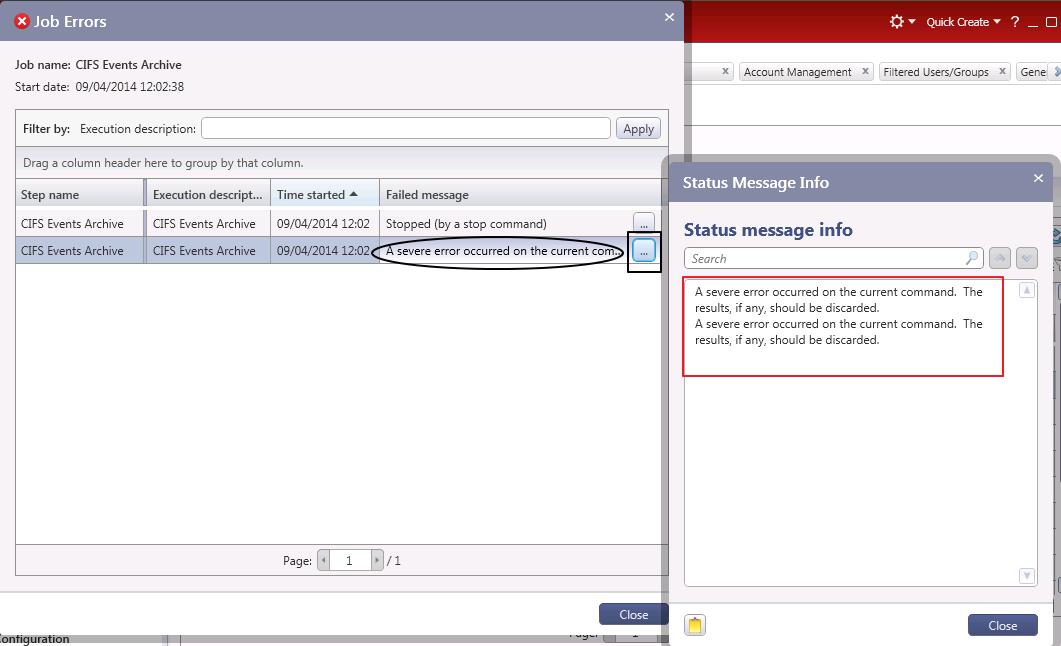 Job Errors
Quick Create
?
Job name: CIFS Events Archive
Start date: 09/04/2014 12:02:38
Account Management
Filtered Users/Groups
Filter by: Execution description:
Apply
Drag a column header here to group by that column.
Step name Execution descript... Time started Failed message
CIFS Events Archive CIFS Events Archive 09/04/2014 12:02 Stopped (by a stop command) ...
CIFS Events Archive CIFS Events Archive 09/04/2014 12:02 A severe error occurred on the current com... ...
Page: 1 / 1
Close
Status Message Info
Status message info
Search
A severe error occurred on the current command. The
results, if any, should be discarded.
A severe error occurred on the current command. The
results, if any, should be discarded.
Close